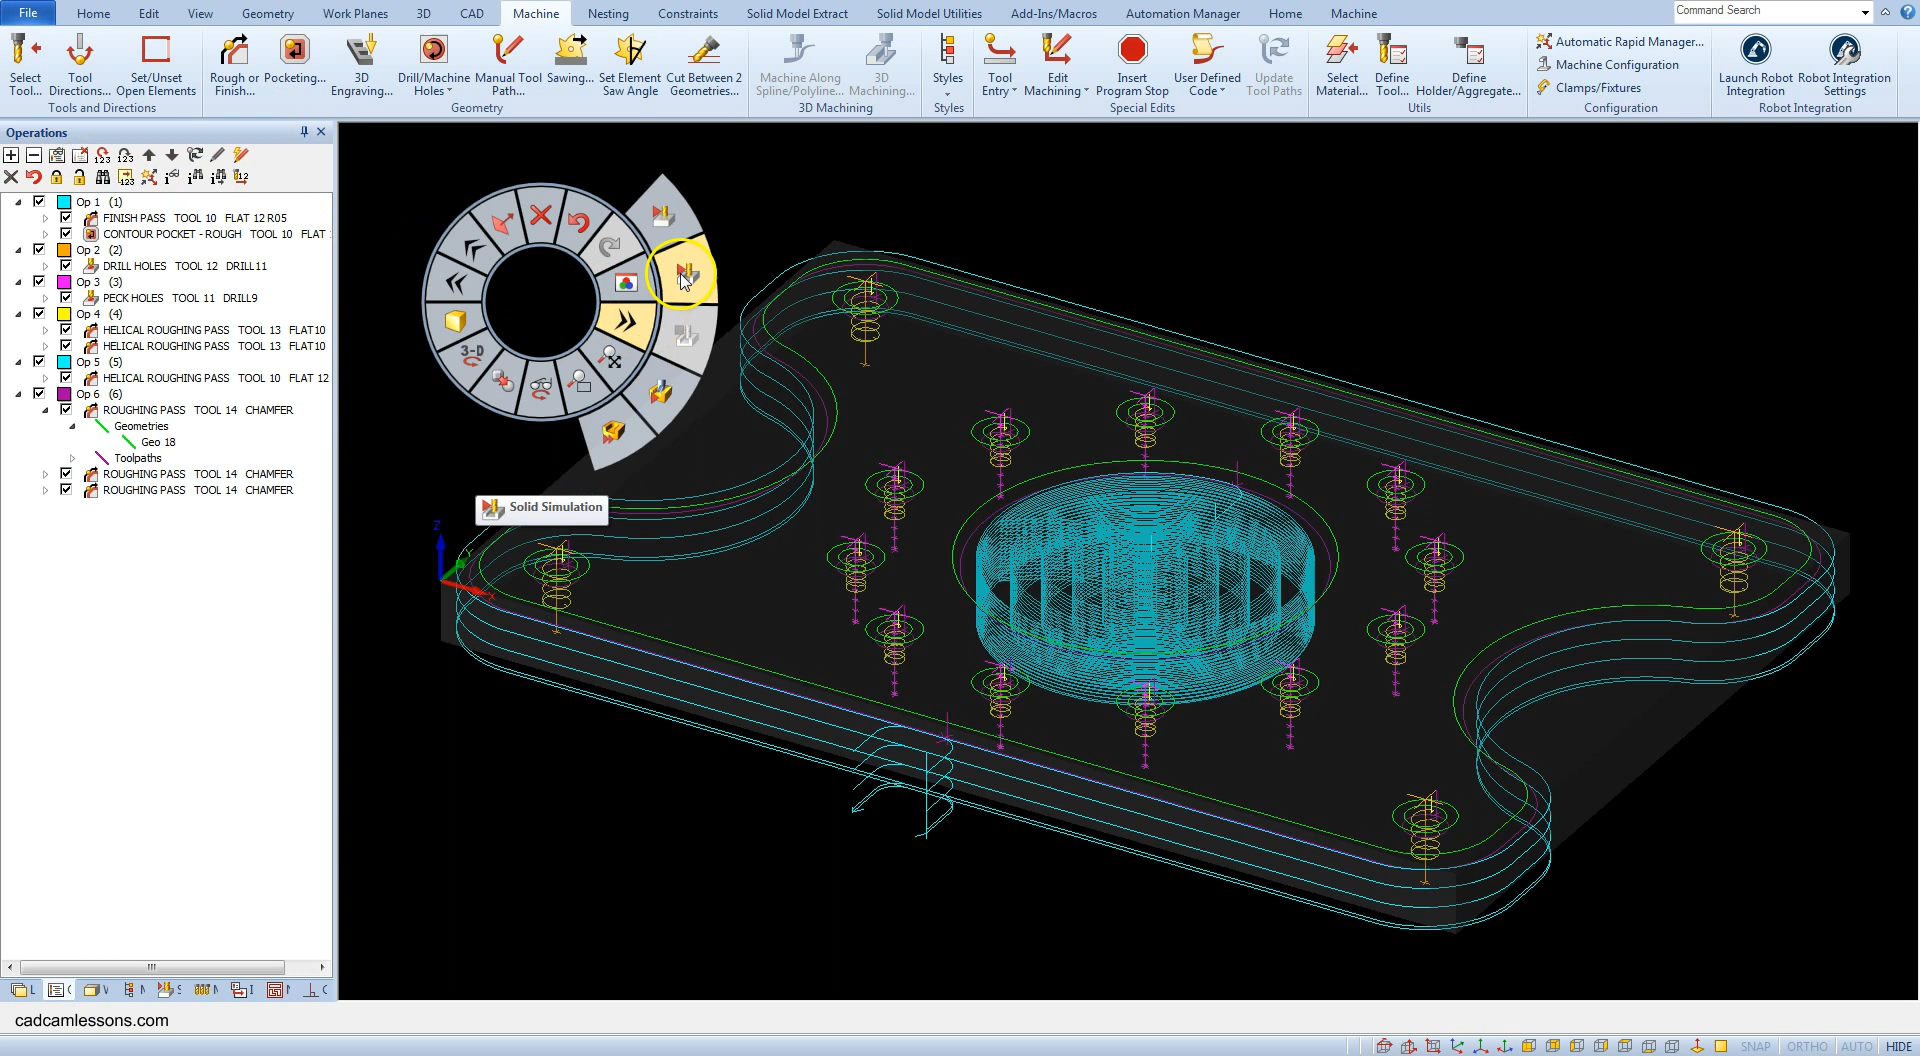 File Home Edit View Geometry Work Planes 3D CAD Machine Nesting Constraints Solid Model Extract Solid Model Utilities Add-Ins/Macros Automation Manager Home Machine Command Search
Select Tool... Tool Directions... Set/Unset Open Elements
Tools and Directions
Rough or Finish... Pocketing... 3D Engraving... Drill/Machine Holes Manual Tool Path... Sawing... Set Element Saw Angle Cut Between 2 Geometries...
Geometry
Machine Along Spline/Polyline... 3D Machining...
3D Machining
Styles
Styles
Tool Entry Edit Machining Insert Program Stop User Defined Code Update Tool Paths
Special Edits
Select Material... Define Tool... Define Holder/Aggregate...
Utils
Automatic Rapid Manager...
Machine Configuration
Clamps/Fixtures
Configuration
Launch Robot Integration Robot Integration Settings
Robot Integration
Operations
Op 1 (1)
FINISH PASS TOOL 10 FLAT 12 R05
CONTOUR POCKET - ROUGH TOOL 10 FLAT
Op 2 (2)
DRILL HOLES TOOL 12 DRILL11
Op 3 (3)
PECK HOLES TOOL 11 DRILL9
Op 4 (4)
HELICAL ROUGHING PASS TOOL 13 FLAT10
HELICAL ROUGHING PASS TOOL 13 FLAT10
Op 5 (5)
HELICAL ROUGHING PASS TOOL 10 FLAT 12
Op 6 (6)
ROUGHING PASS TOOL 14 CHAMFER
Geometries
Geo 18
Toolpaths
ROUGHING PASS TOOL 14 CHAMFER
ROUGHING PASS TOOL 14 CHAMFER
3-D
Solid Simulation
Z
X
cadcamlessons.com
SNAP ORTHO AUTO HIDE